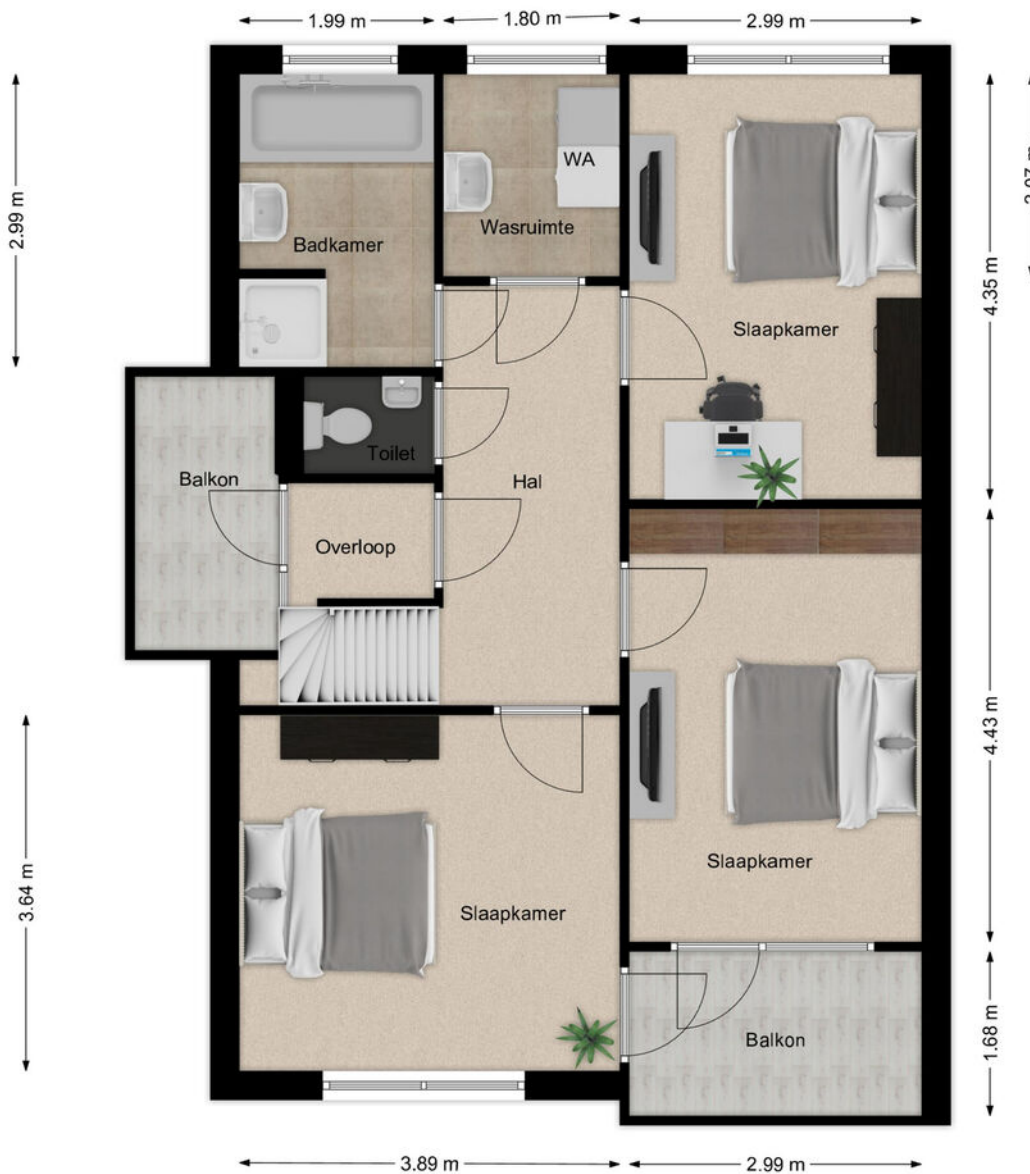 1.99 m
1.80 m
2.99 m
2.99 m
WA
Wasruimte
Badkamer
4.35 m
Slaapkamer
Balkon
Toilet
Hal
Overloop
4.43 m
Slaapkamer
3.64 m
Slaapkamer
1.68 m
Balkon
3.89 m
2.99 m